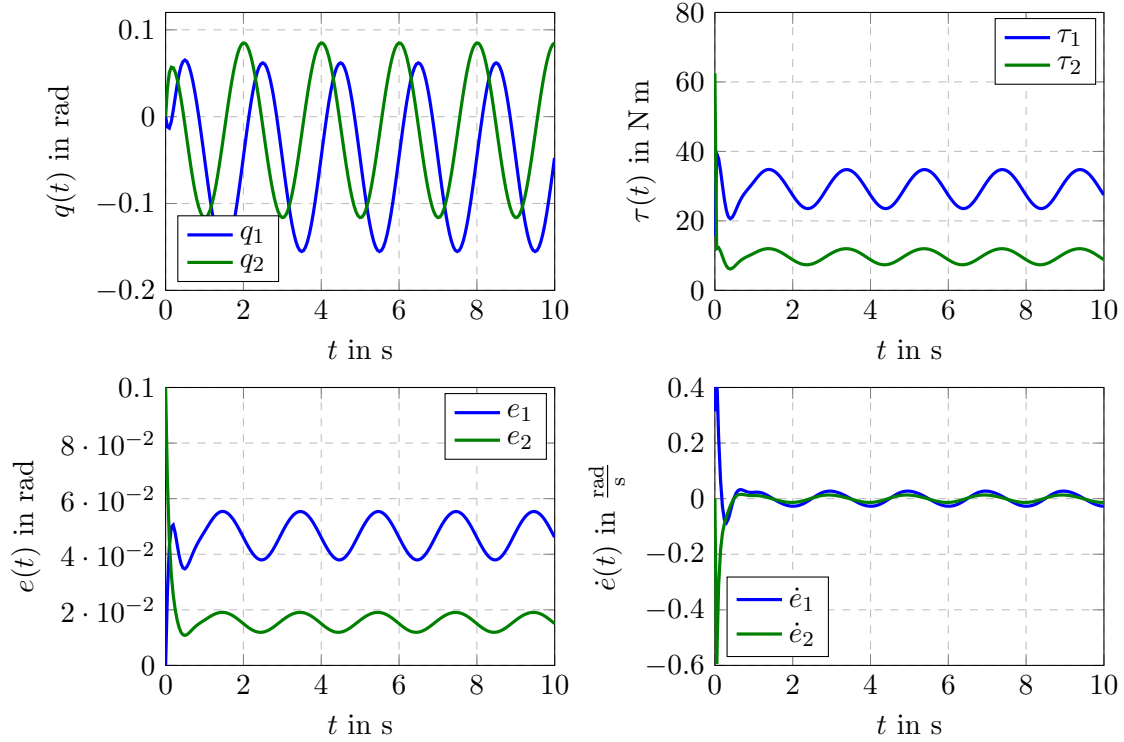 0.1
0
−0.1
−0.2
q(t) in rad
q₁
q₂
0 2 4 6 8 10
t in s
80
60
40
20
0
τ(t) in N m
τ₁
τ₂
0 2 4 6 8 10
t in s
0.1
8 · 10⁻²
6 · 10⁻²
4 · 10⁻²
2 · 10⁻²
0
e(t) in rad
e₁
e₂
0 2 4 6 8 10
t in s
0.4
0.2
0
−0.2
−0.4
−0.6
ė(t) in rad/s
ė₁
ė₂
0 2 4 6 8 10
t in s